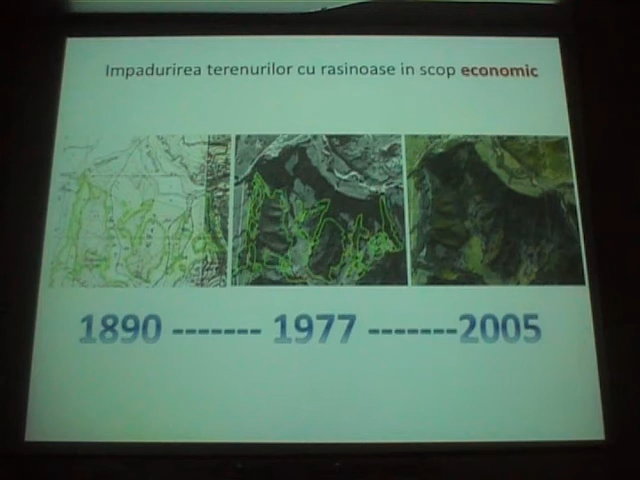 Impadurirea terenurilor cu rasinoase in scop economic
1890 ------- 1977 -------2005